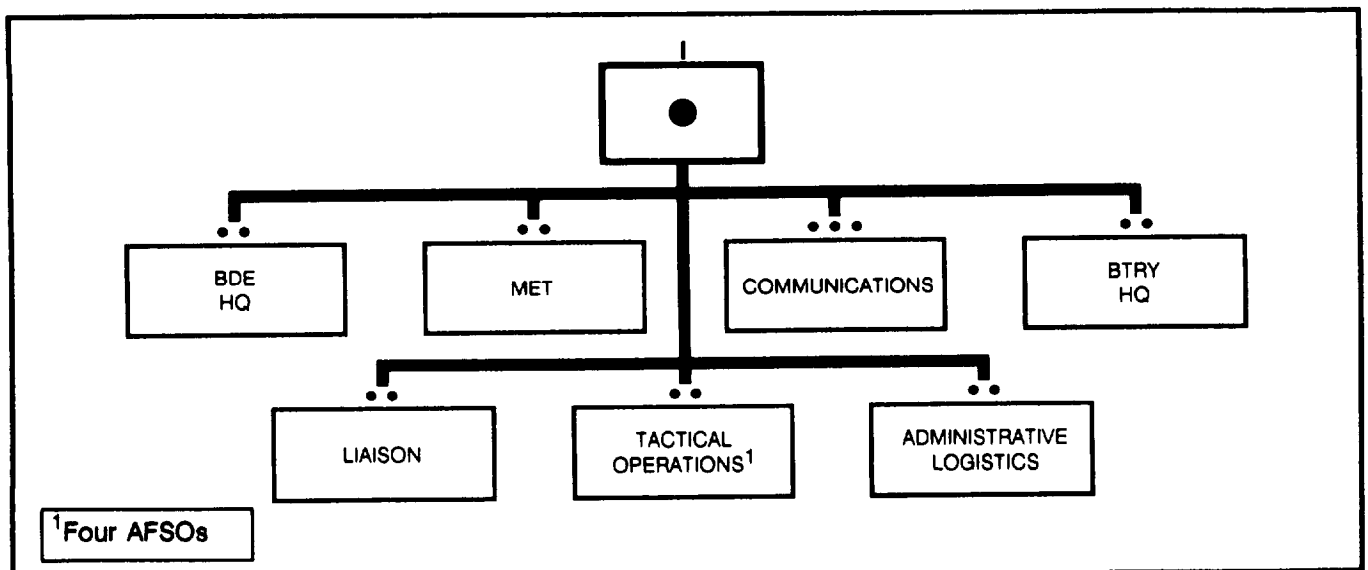 BDE
HQ
MET
COMMUNICATIONS
BTRY
HQ
LIAISON
TACTICAL
OPERATIONS¹
ADMINISTRATIVE
LOGISTICS
¹Four AFSOs